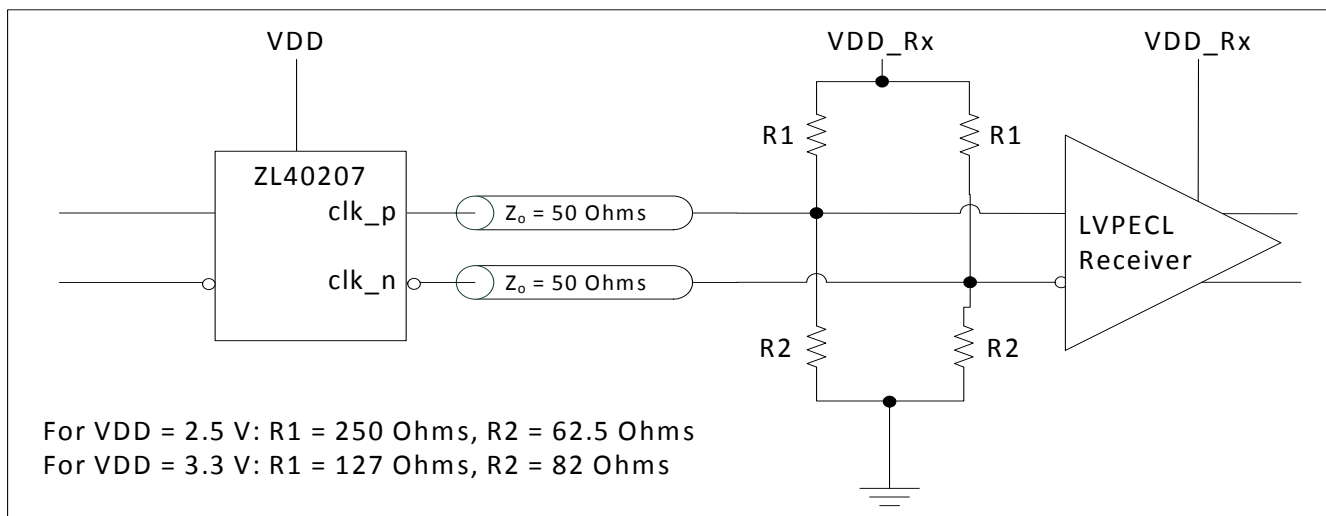 VDD
VDD_Rx
VDD_Rx
ZL40207
clk_p
Zo = 50 Ohms
clk_n
Zo = 50 Ohms
R1
R1
R2
R2
LVPECL
Receiver
For VDD = 2.5 V: R1 = 250 Ohms, R2 = 62.5 Ohms
For VDD = 3.3 V: R1 = 127 Ohms, R2 = 82 Ohms